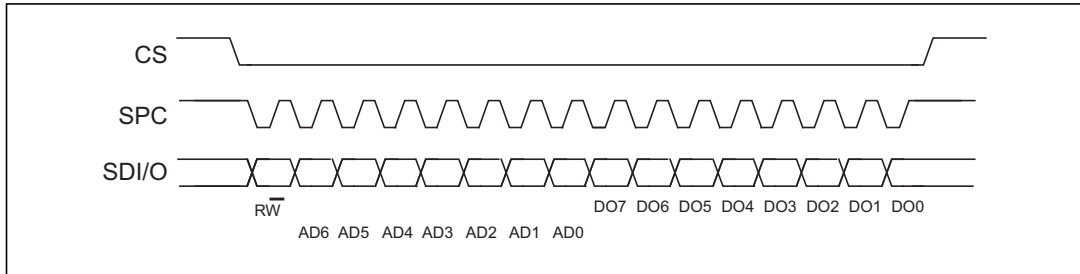 CS
SPC
SDI/O
RW
DO7 DO6 DO5 DO4 DO3 DO2 DO1 DO0
AD6 AD5 AD4 AD3 AD2 AD1 AD0